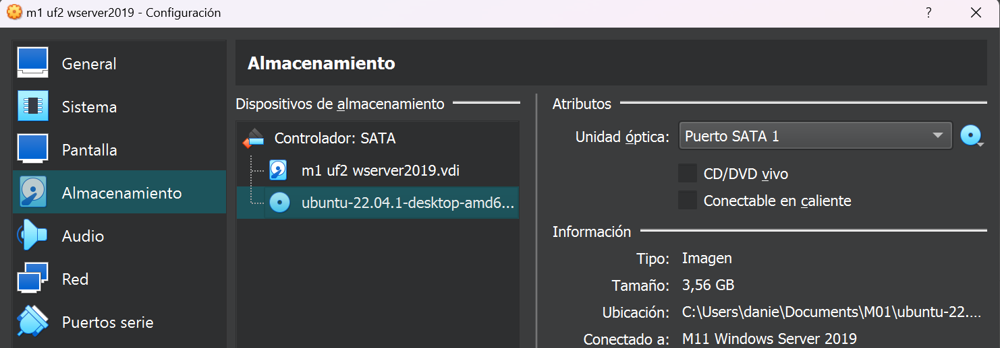 m1 uf2 wserver2019 - Configuración
?
General
Sistema
Pantalla
Almacenamiento
Audio
Red
Puertos serie
Almacenamiento
Dispositivos de almacenamiento
Controlador: SATA
m1 uf2 wserver2019.vdi
ubuntu-22.04.1-desktop-amd6...
Atributos
Unidad óptica: Puerto SATA 1
CD/DVD vivo
Conectable en caliente
Información
Tipo: Imagen
Tamaño: 3,56 GB
Ubicación: C:\Users\danie\Documents\M01\ubuntu-22....
Conectado a: M11 Windows Server 2019